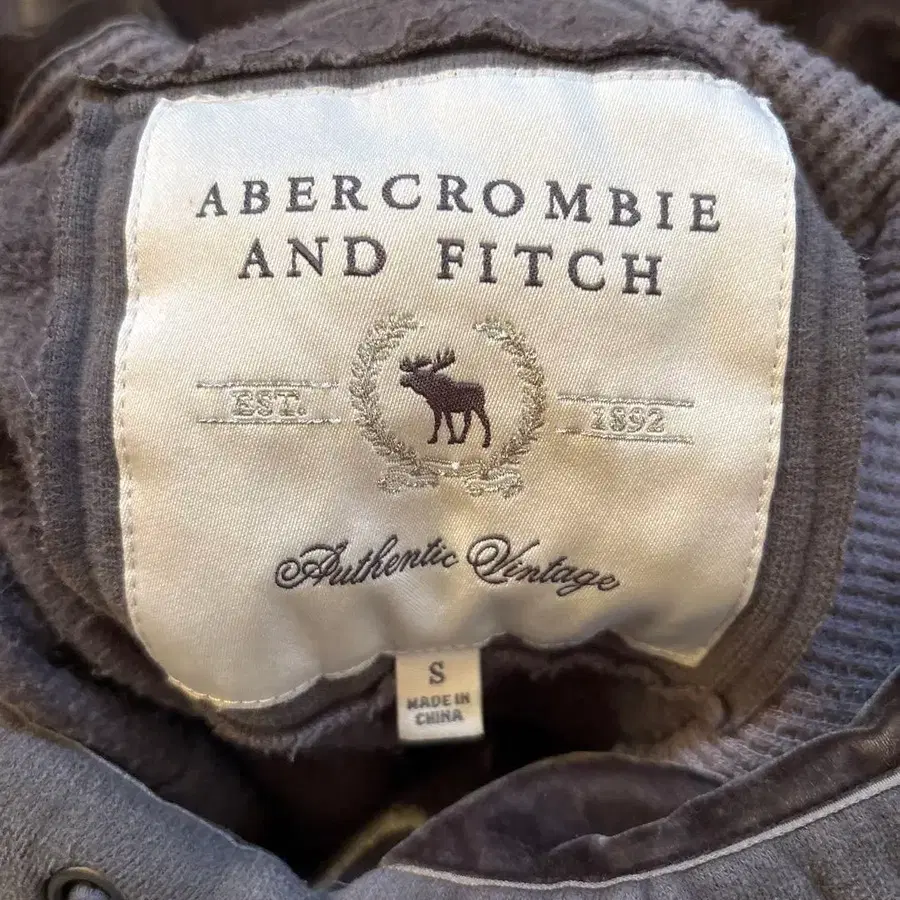 ABERCROMBIE
AND FITCH
EST. 1892
Authentic Vintage
S
MADE IN
CHINA